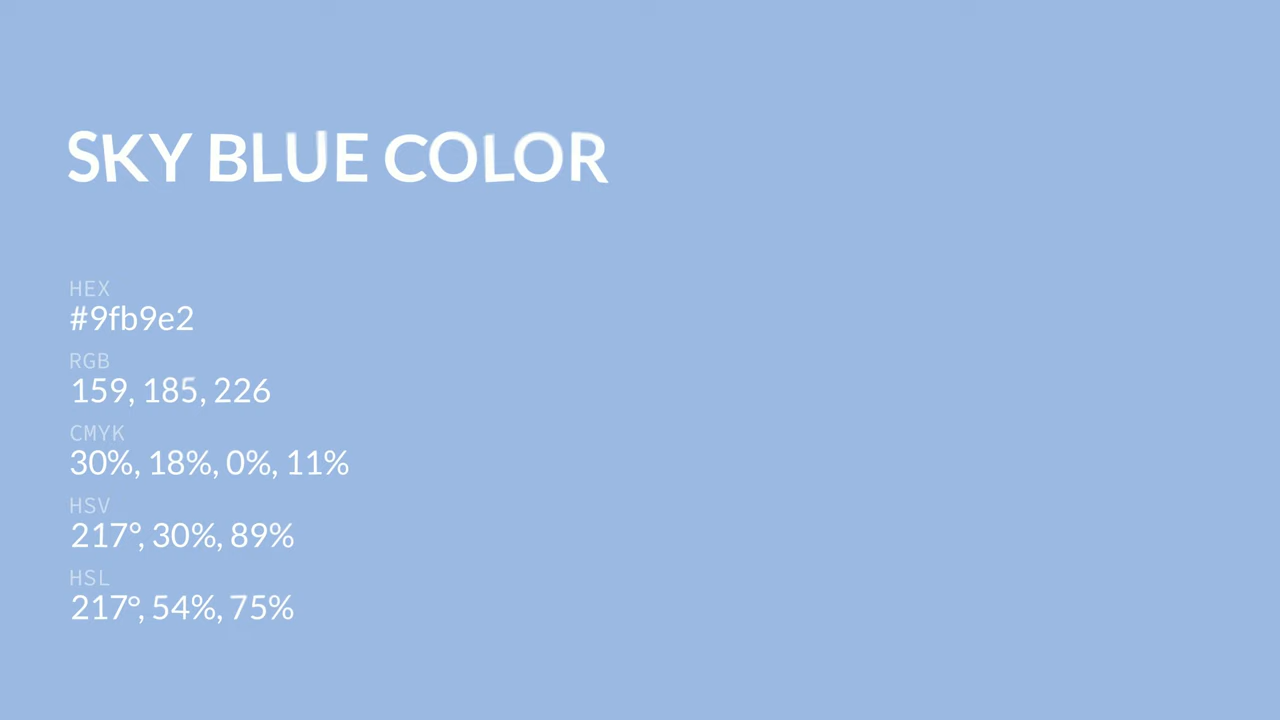 SKY BLUE COLOR
HEX
#9fb9e2
RGB
159, 185, 226
CMYK
30%, 18%, 0%, 11%
HSV
217°, 30%, 89%
HSL
217°, 54%, 75%